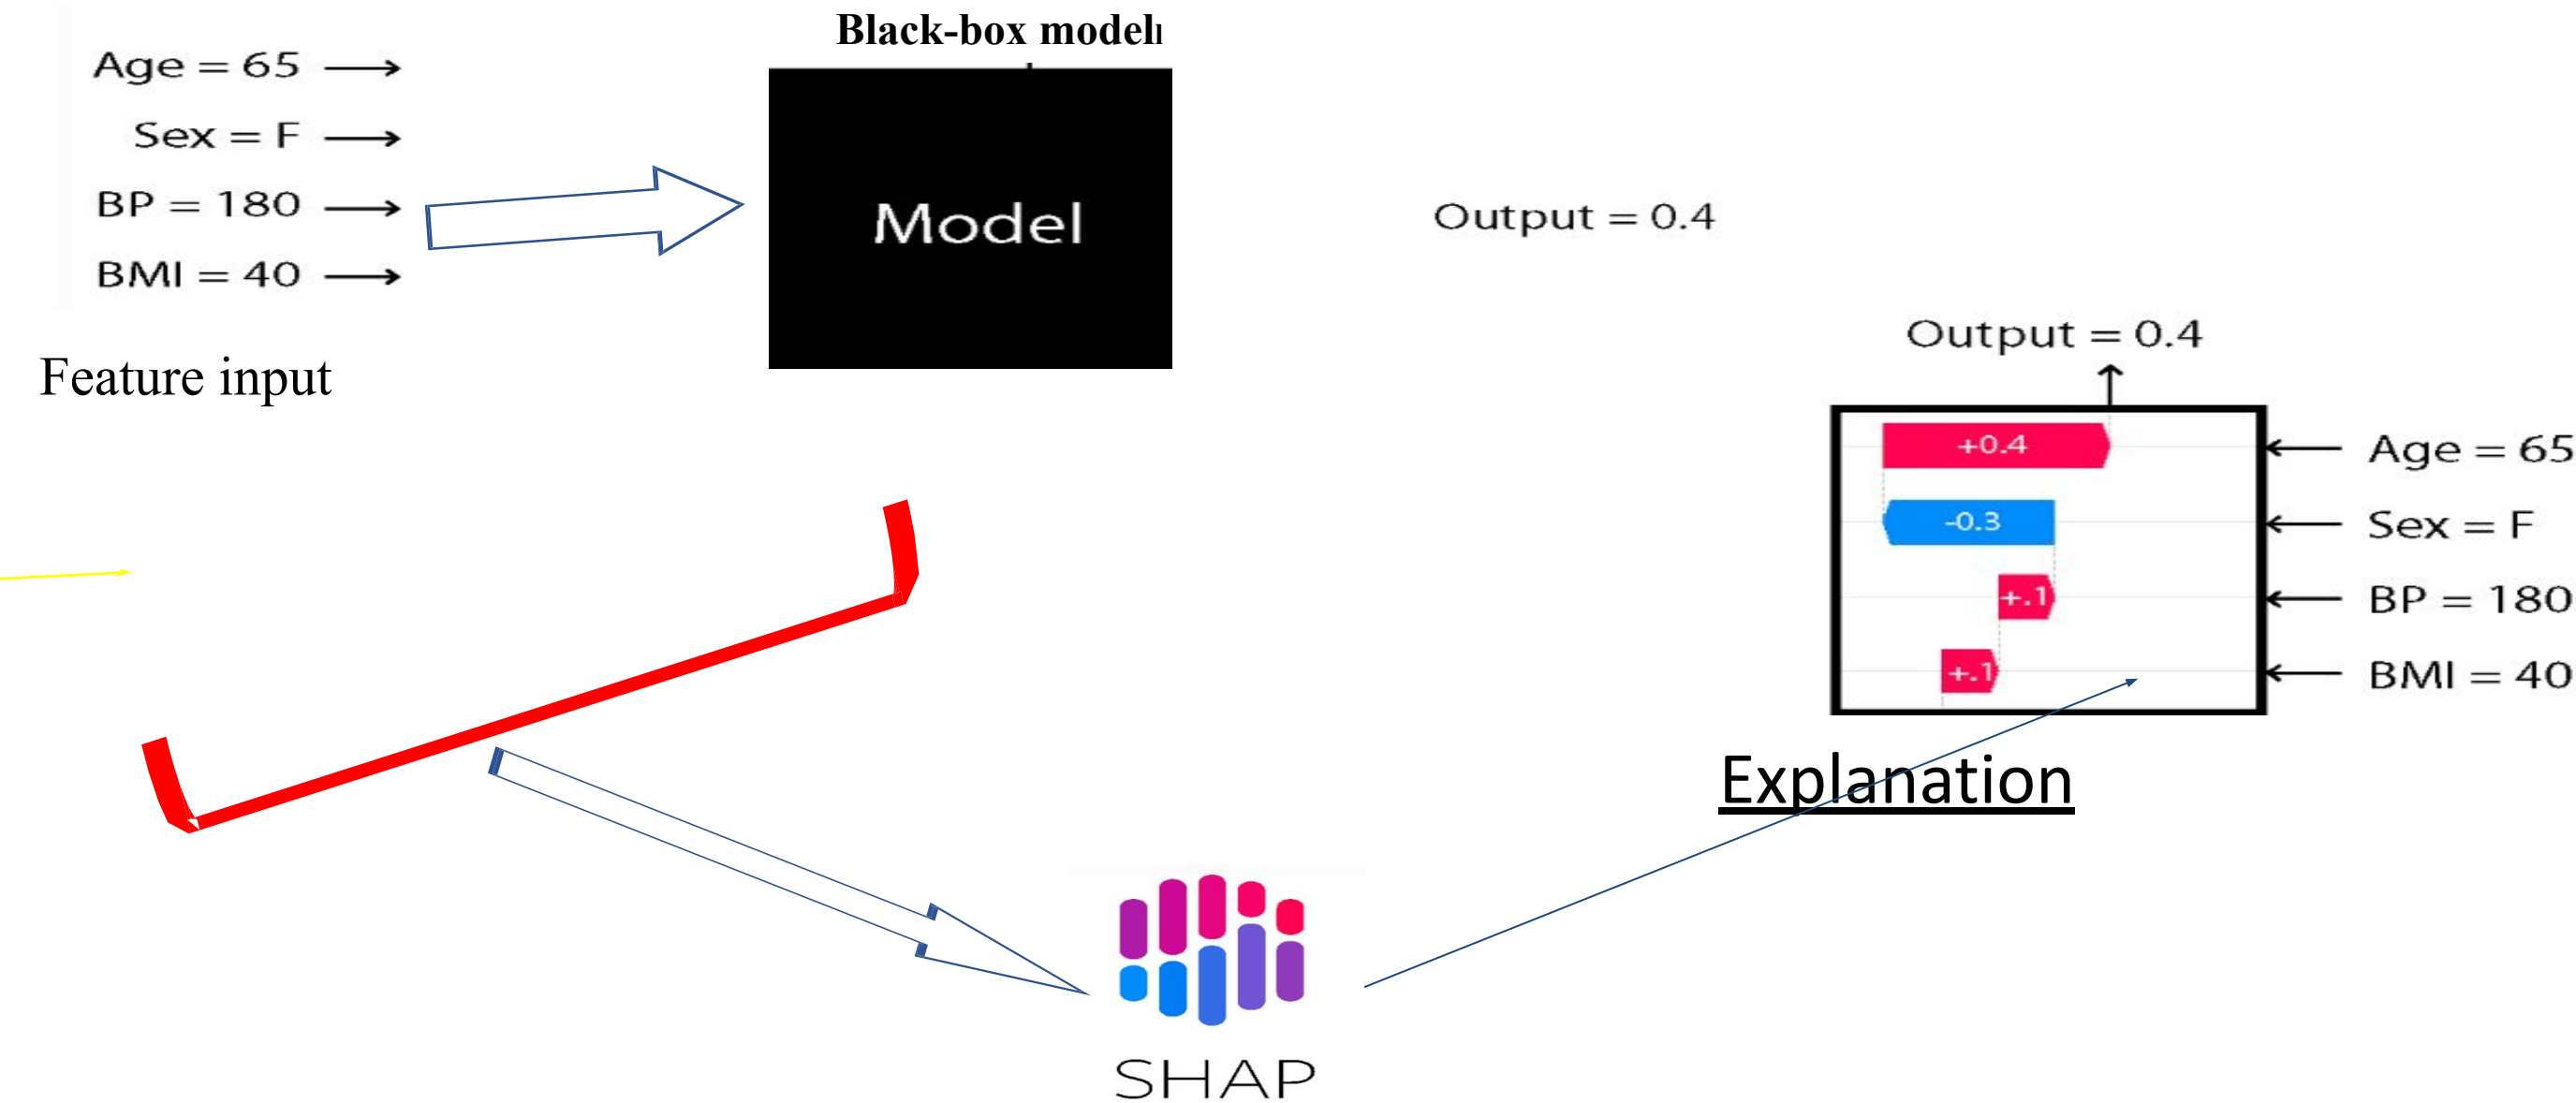 Black-box model
Age = 65
Sex = F
BP = 180
BMI = 40
Feature input
Model
Output = 0.4
Output = 0.4
+0.4
Age = 65
-0.3
Sex = F
+.1
BP = 180
+.1
BMI = 40
Explanation
SHAP